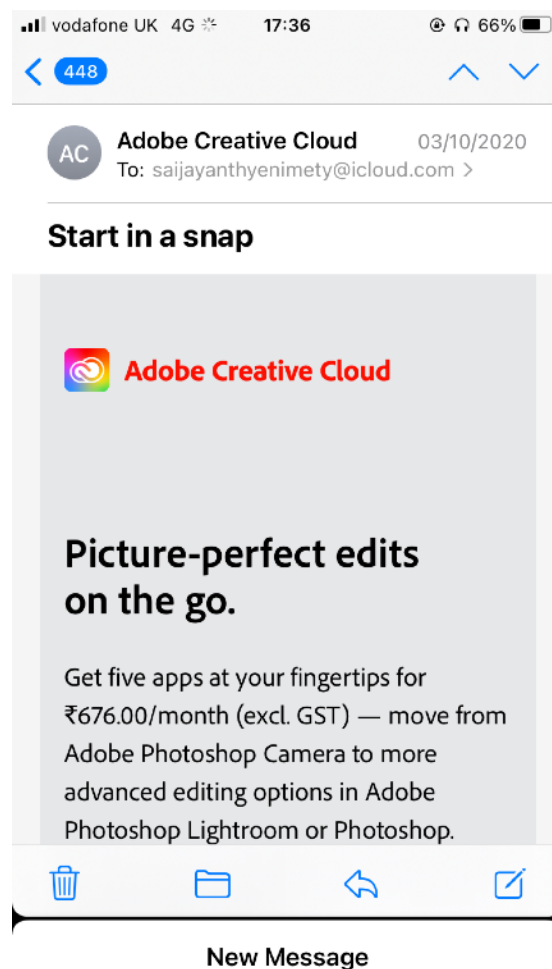 vodafone UK 4G 17:36 66%
448
AC
Adobe Creative Cloud 03/10/2020
To: saijayanthyenimety@icloud.com >
Start in a snap
Adobe Creative Cloud
Picture-perfect edits
on the go.
Get five apps at your fingertips for
₹676.00/month (excl. GST) — move from
Adobe Photoshop Camera to more
advanced editing options in Adobe
Photoshop Lightroom or Photoshop.
New Message